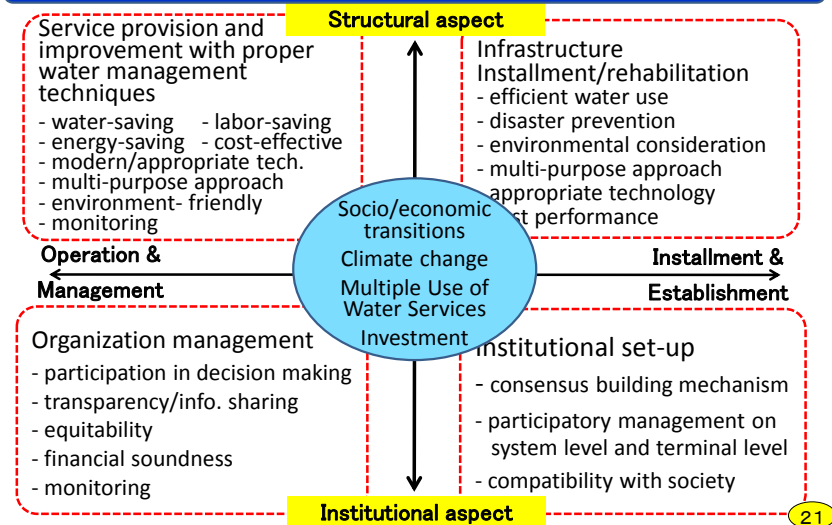 Structural aspect
Service provision and
improvement with proper
water management
techniques
- water-saving - labor-saving
- energy-saving - cost-effective
- modern/appropriate tech.
- multi-purpose approach
- environment- friendly
- monitoring
Infrastructure
Installment/rehabilitation
- efficient water use
- disaster prevention
- environmental consideration
- multi-purpose approach
appropriate technology
performance
Socio/economic
transitions
Climate change
Multiple Use of
Water Services
Investment
Operation &
Management
Installment &
Establishment
Organization management
- participation in decision making
- transparency/info. sharing
- equitability
- financial soundness
- monitoring
Institutional set-up
- consensus building mechanism
- participatory management on
system level and terminal level
- compatibility with society
Institutional aspect
21